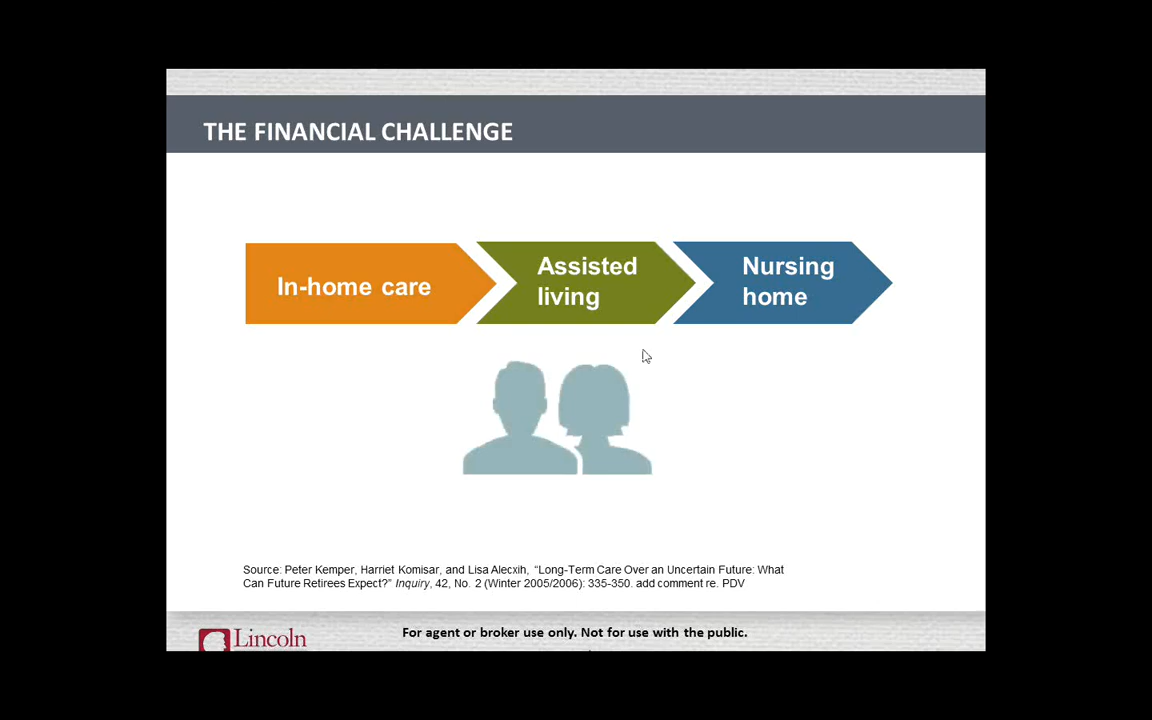 THE FINANCIAL CHALLENGE
In-home care
Assisted
living
Nursing
home
Source: Peter Kemper, Harriet Komisar, and Lisa Alecxih, “Long-Term Care Over an Uncertain Future: What
Can Future Retirees Expect?” Inquiry, 42, No. 2 (Winter 2005/2006): 335-350. add comment re. PDV
For agent or broker use only. Not for use with the public.
Lincoln